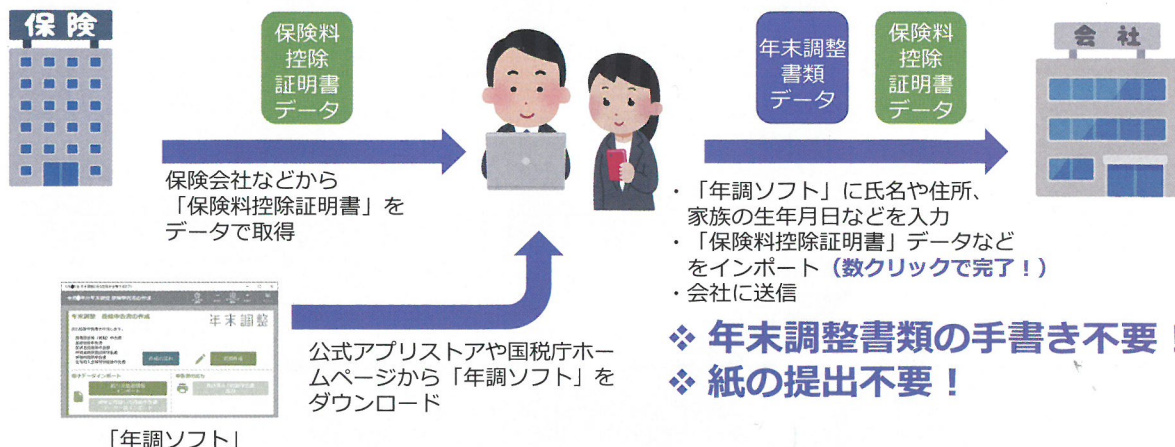 保険
保険料
控除
証明書
データ
年末調整
書類
データ
保険料
控除
証明書
データ
会社
保険会社などから
「保険料控除証明書」を
データで取得
・「年調ソフト」に氏名や住所、
家族の生年月日などを入力
・「保険料控除証明書」データなど
をインポート（数クリックで完了！）
・会社に送信
年末調整
公式アプリストアや国税庁ホー
ムページから「年調ソフト」を
ダウンロード
「年調ソフト」
❖ 年末調整書類の手書き不要！
❖ 紙の提出不要！